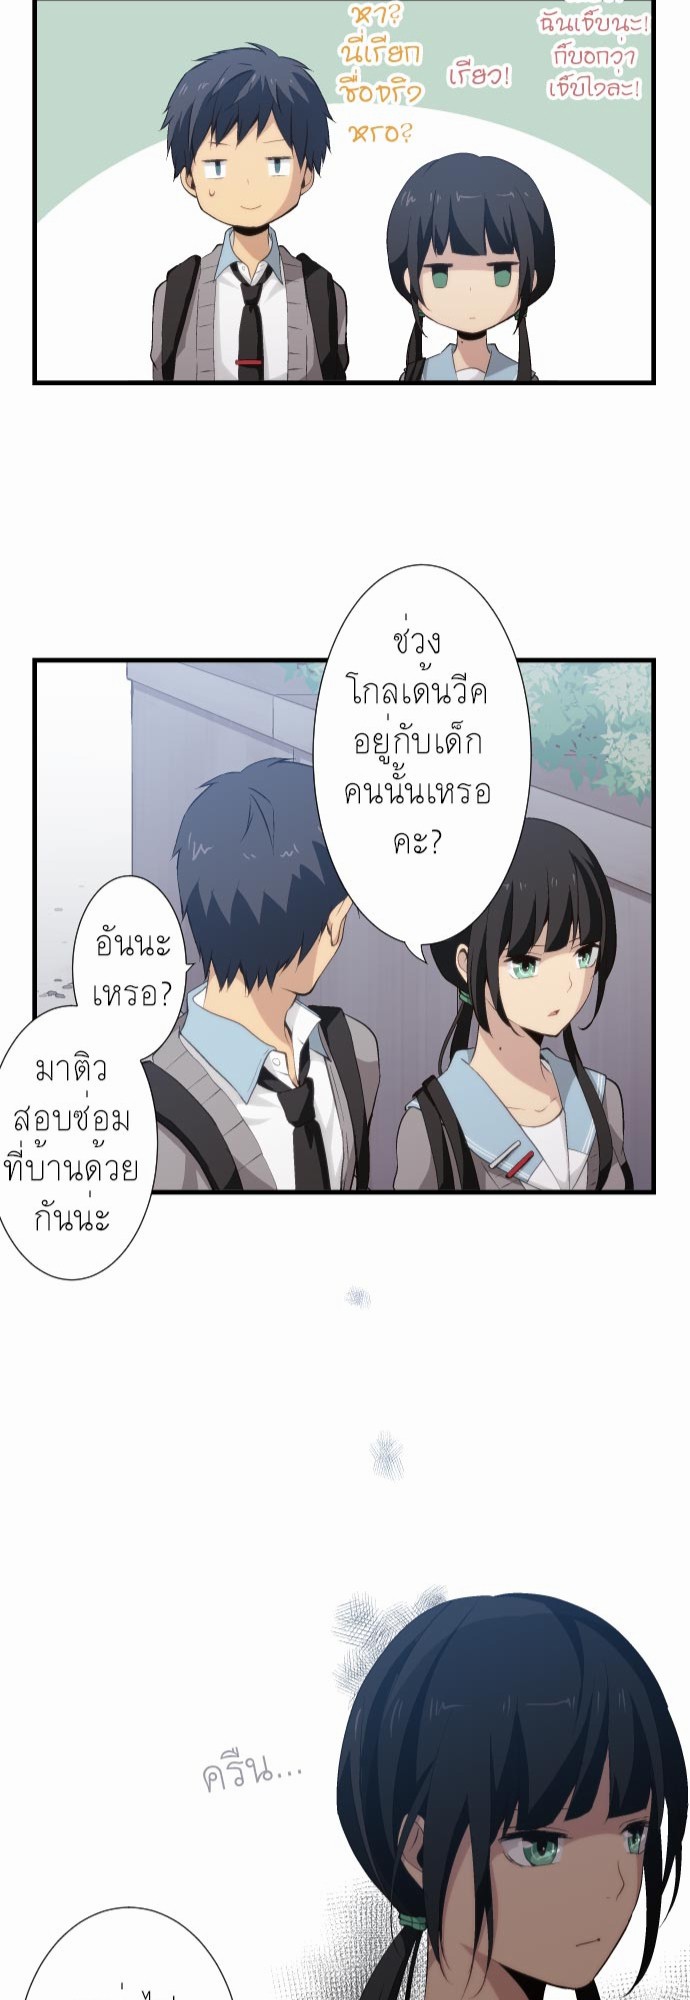 หา?
นี่เรียก
ชื่อจริง
หรอ?
เรียว!
ฉันเจ็บนะ!
ก็บอกว่า
เจ็บไงล่ะ!
ช่วง
โกลเด้นวีค
อยู่กับเด็ก
คนนั้นเหรอ
คะ?
อันนะ
เหรอ?
มาติว
สอบซ่อม
ที่บ้านด้วย
กันน่ะ
ครืน...